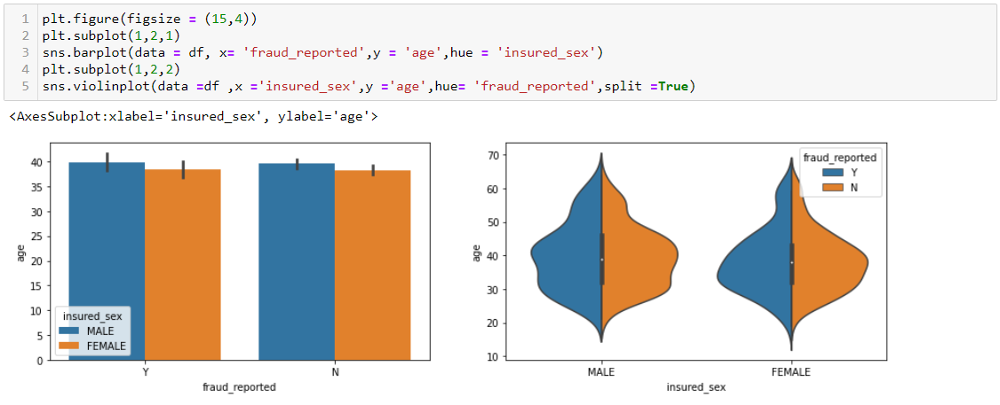 1 plt.figure(figsize = (15,4))
2 plt.subplot(1,2,1)
3 sns.barplot(data = df, x= 'fraud_reported',y = 'age',hue = 'insured_sex')
4 plt.subplot(1,2,2)
5 sns.violinplot(data =df ,x ='insured_sex',y ='age',hue= 'fraud_reported',split =True)
<AxesSubplot:xlabel='insured_sex', ylabel='age'>
40
35
30
25
20
15
10
5
0
age
insured_sex
MALE
FEMALE
Y N
fraud_reported
70
60
50
40
30
20
10
age
fraud_reported
Y
N
MALE FEMALE
insured_sex